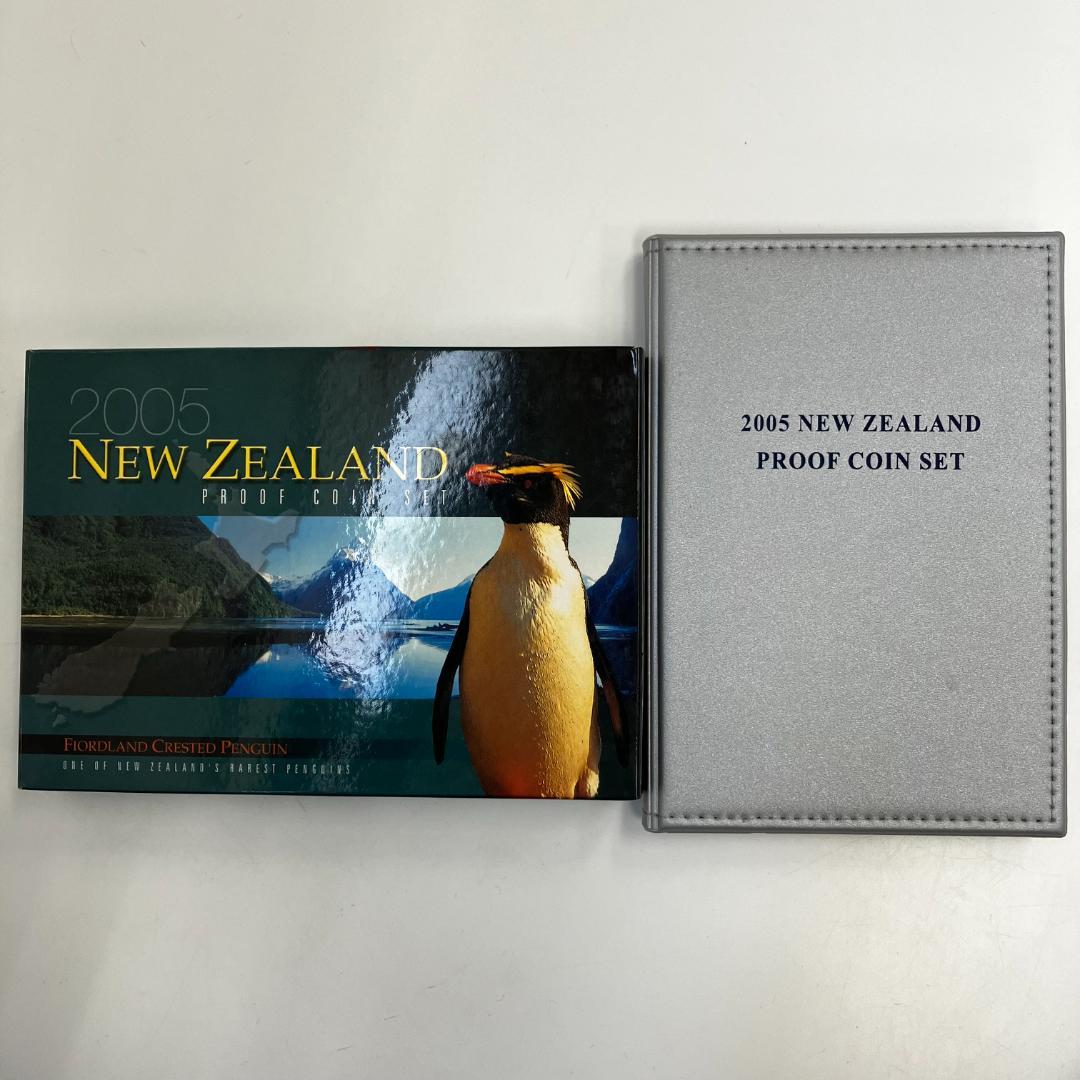 2005
NEW ZEALAND
PROOF COIN SET
FIORDLAND CRESTED PENGUIN
ONE OF NEW ZEALAND'S RAREST PENGUINS
2005 NEW ZEALAND
PROOF COIN SET